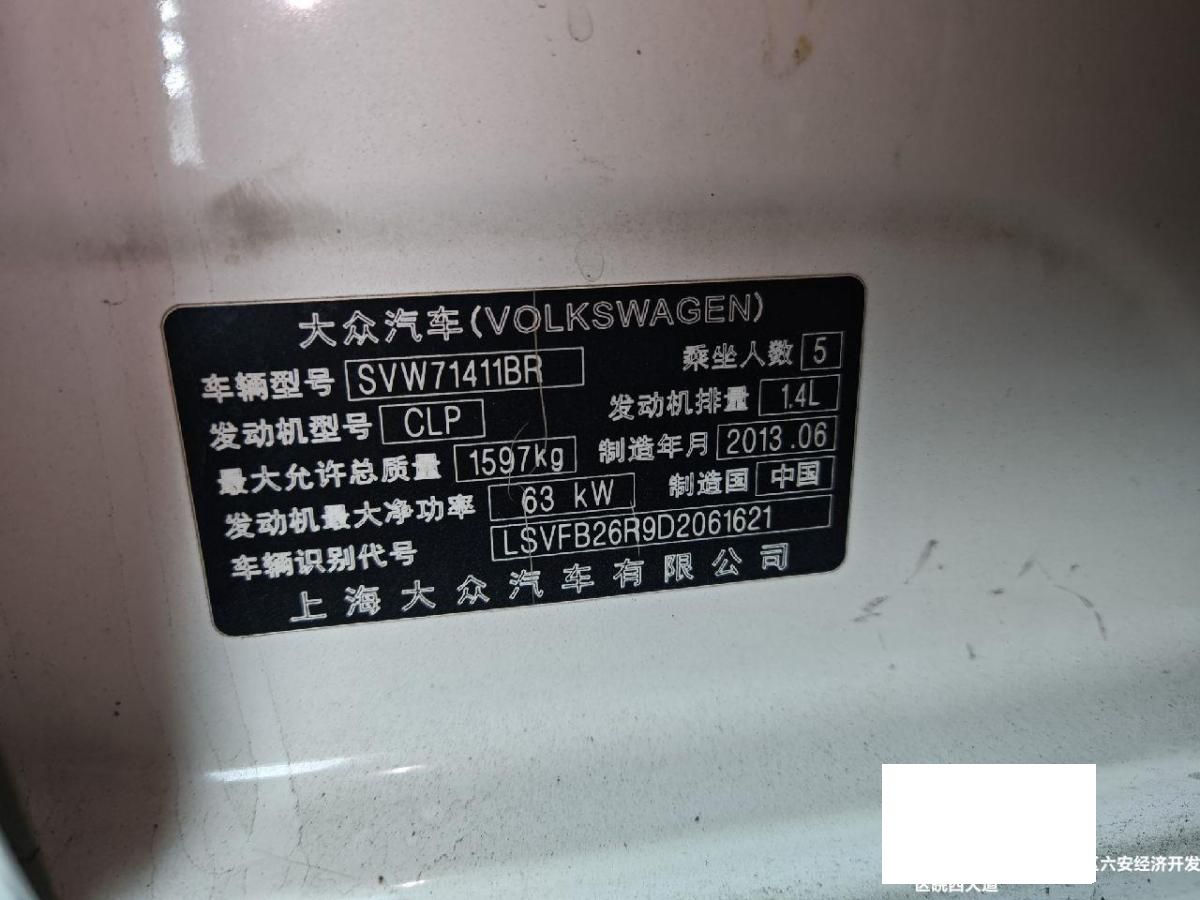 大众汽车(VOLKSWAGEN)
车辆型号 SVW71411BR 乘坐人数 5
发动机型号 CLP 发动机排量 1.4L
最大允许总质量 1597kg 制造年月 2013.06
发动机最大净功率 63 kW 制造国 中国
车辆识别代号 LSVFB26R9D2061621
上海大众汽车有限公司
六安经济开发
区皖西大道